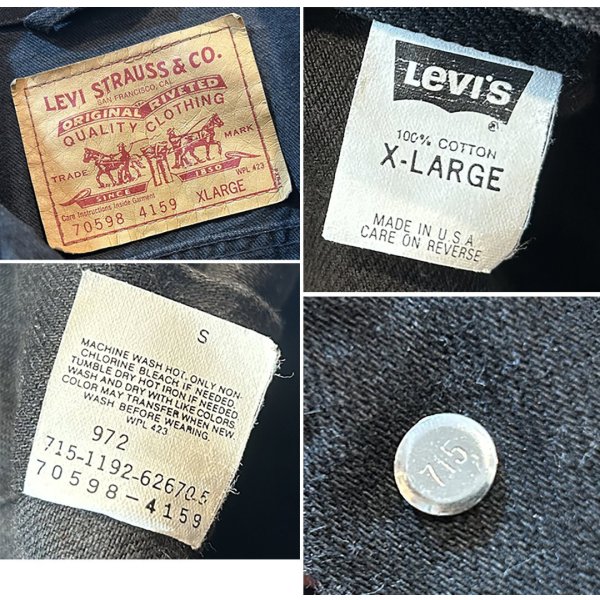 LEVI STRAUSS & CO.
SAN FRANCISCO, CAL.
ORIGINAL RIVETED
QUALITY CLOTHING
TRADE MARK
SINCE 1850
WPL 423
Care Instructions Inside Garment XLARGE
70598 4159
LEVI'S
®
100% COTTON
X-LARGE
MADE IN U.S.A.
CARE ON REVERSE
S
MACHINE WASH HOT. ONLY NON-
CHLORINE BLEACH IF NEEDED.
TUMBLE DRY HOT IRON IF NEEDED
WASH AND DRY WITH LIKE COLORS.
COLOR MAY TRANSFER WHEN NEW.
WASH BEFORE WEARING.
WPL 423
972
715-1192-62670.5
70598-4159
715